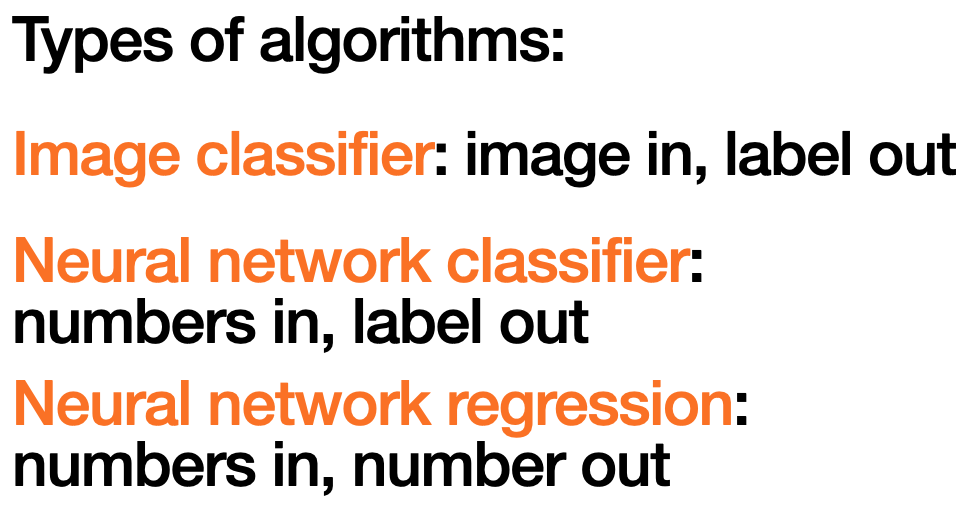 Types of algorithms:
Image classifier: image in, label out
Neural network classifier:
numbers in, label out
Neural network regression:
numbers in, number out